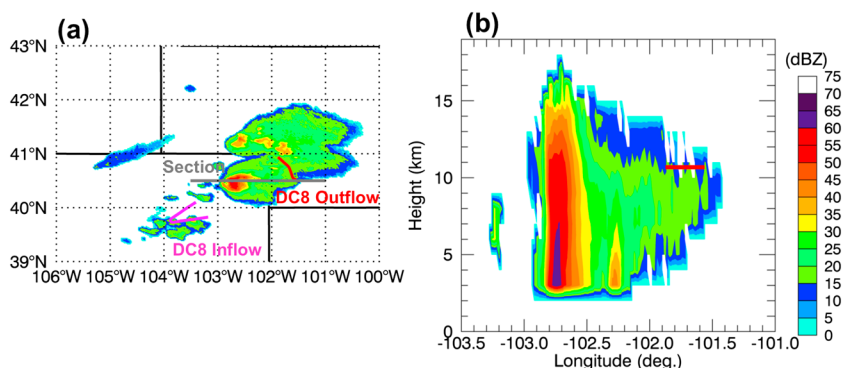 (a)
43°N
42°N
41°N
40°N
39°N
106°W 105°W 104°W 103°W 102°W 101°W 100°W
Section
DC8 Outflow
DC8 Inflow
(b)
Height (km)
15
10
5
0
-103.5 -103.0 -102.5 -102.0 -101.5 -101.0
Longitude (deg.)
(dBZ)
75
70
65
60
55
50
45
40
35
30
25
20
15
10
5
0